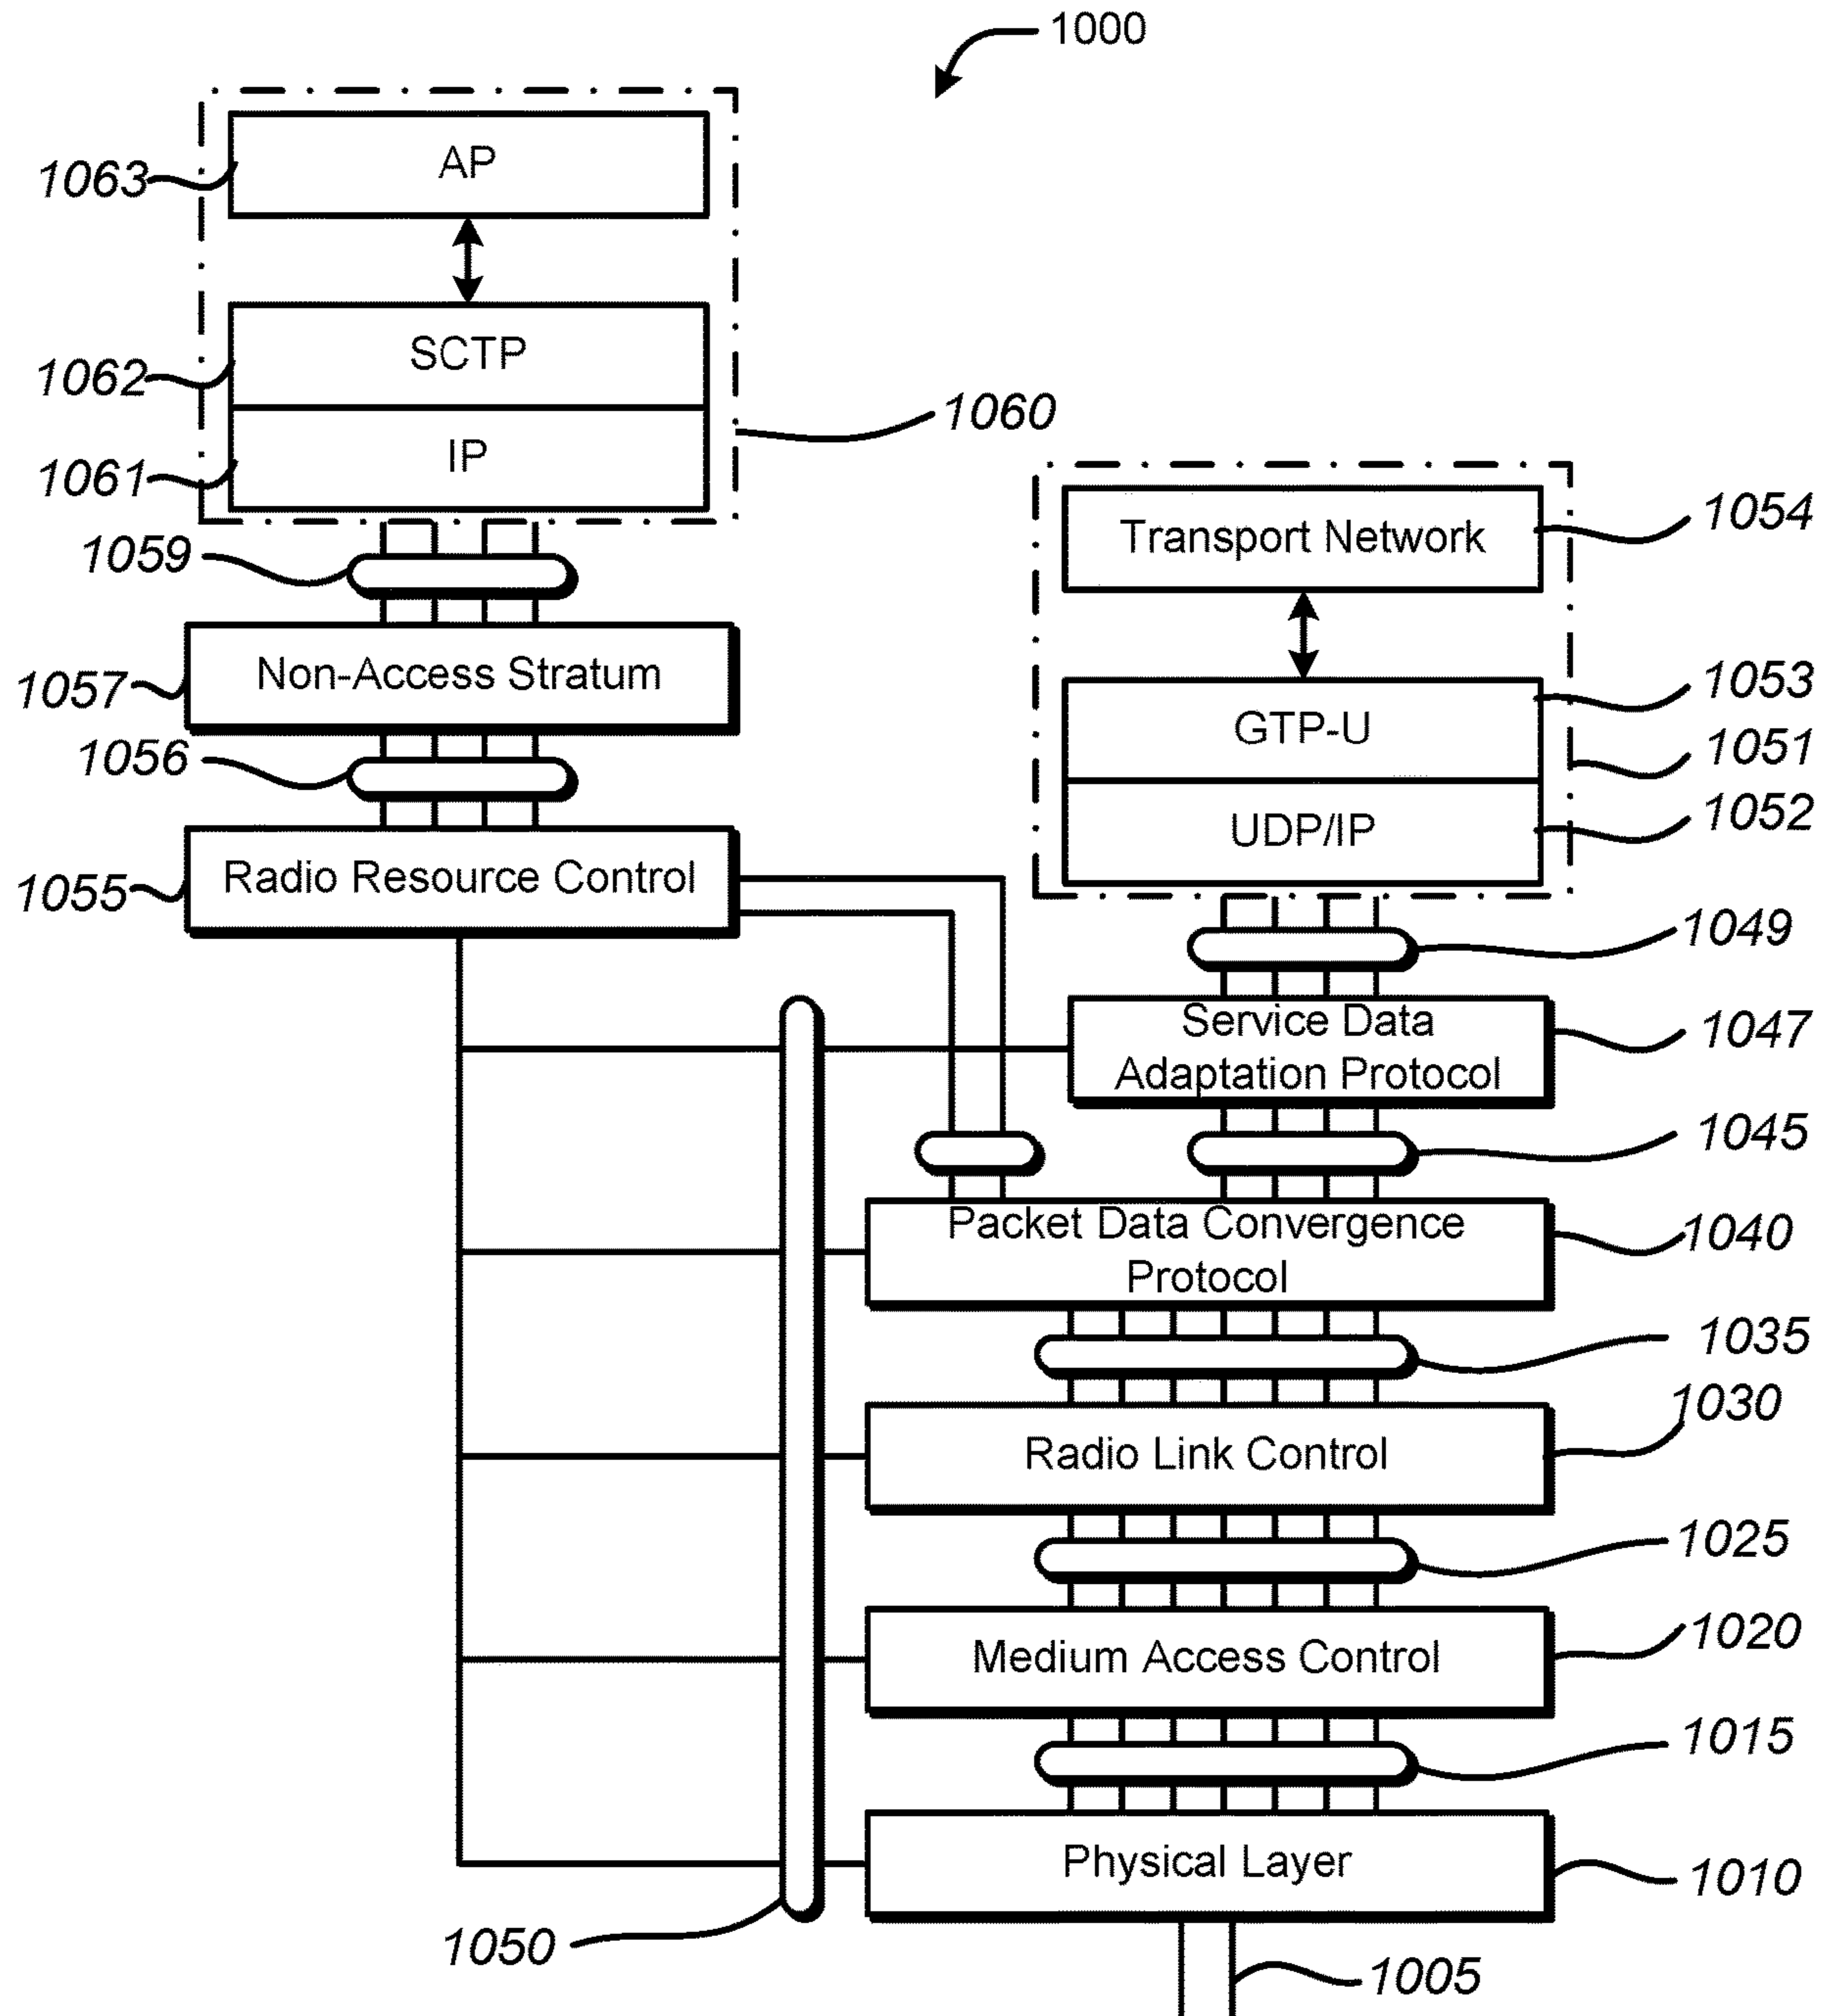 1000
AP
1063
SCTP
1062
1060
IP
1061
Transport Network
1054
1059
Non-Access Stratum
1057
GTP-U
1053
1051
1056
UDP/IP
1052
Radio Resource Control
1055
1049
Service Data
Adaptation Protocol
1047
1045
Packet Data Convergence
Protocol
1040
1035
1030
Radio Link Control
1025
Medium Access Control
1020
1015
Physical Layer
1010
1050
1005